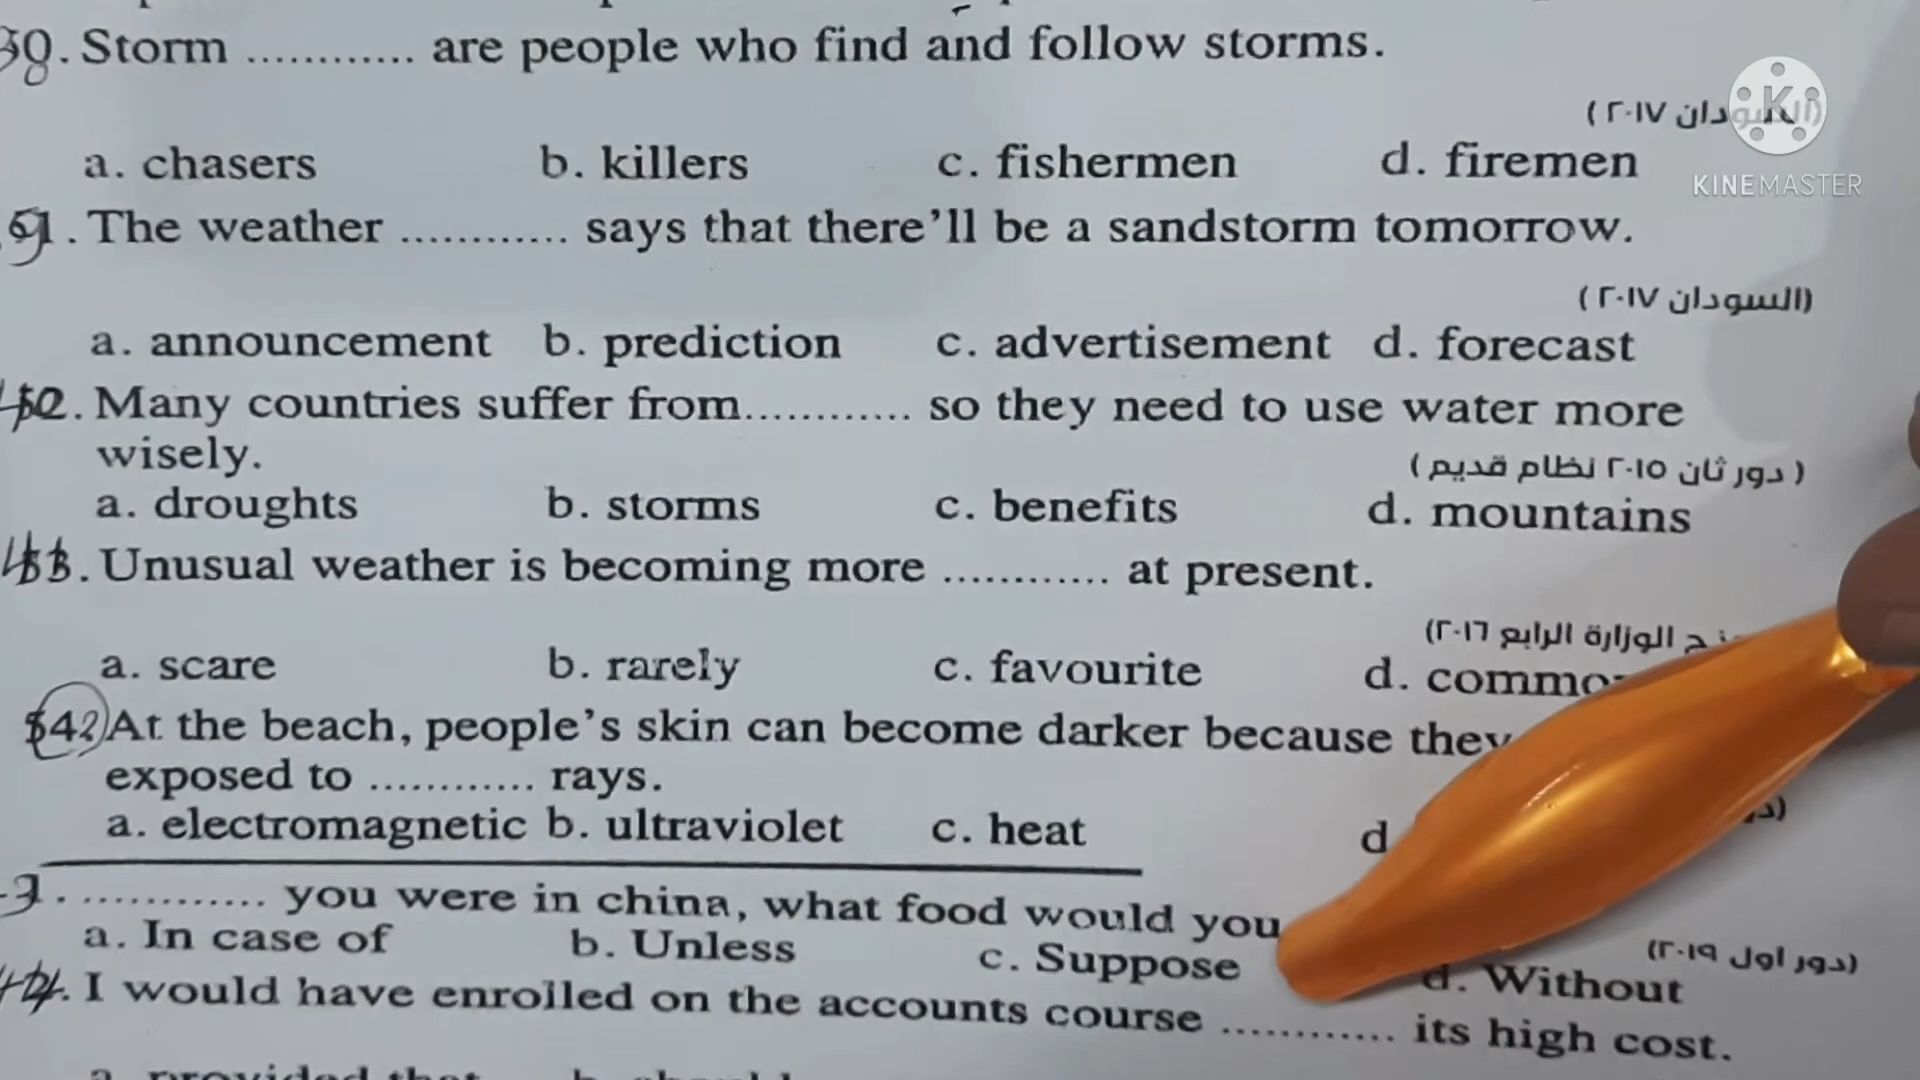 38. Storm ............ are people who find and follow storms.
(السودان ٢٠١٧)
KINEMASTER
a. chasers b. killers c. fishermen d. firemen
. The weather ............ says that there'll be a sandstorm tomorrow.
(السودان ٢٠١٧)
a. announcement b. prediction c. advertisement d. forecast
. Many countries suffer from............ so they need to use water more
wisely.
(دور ثان ٢٠١٥ نظام قديم)
a. droughts b. storms c. benefits d. mountains
. Unusual weather is becoming more ............ at present.
الوزارة الرابع ٢٠١٦)
a. scare b. rarely c. favourite d.
42 At the beach, people's skin can become darker because they
exposed to ............ rays.
a. electromagnetic b. ultraviolet c. heat d
. ............. you were in china, what food would you
(دور اول ٢٠١٩)
a. In case of b. Unless c. Suppose d. Without
. I would have enrolled on the accounts course ............ its high cost.
a. provided that b. should